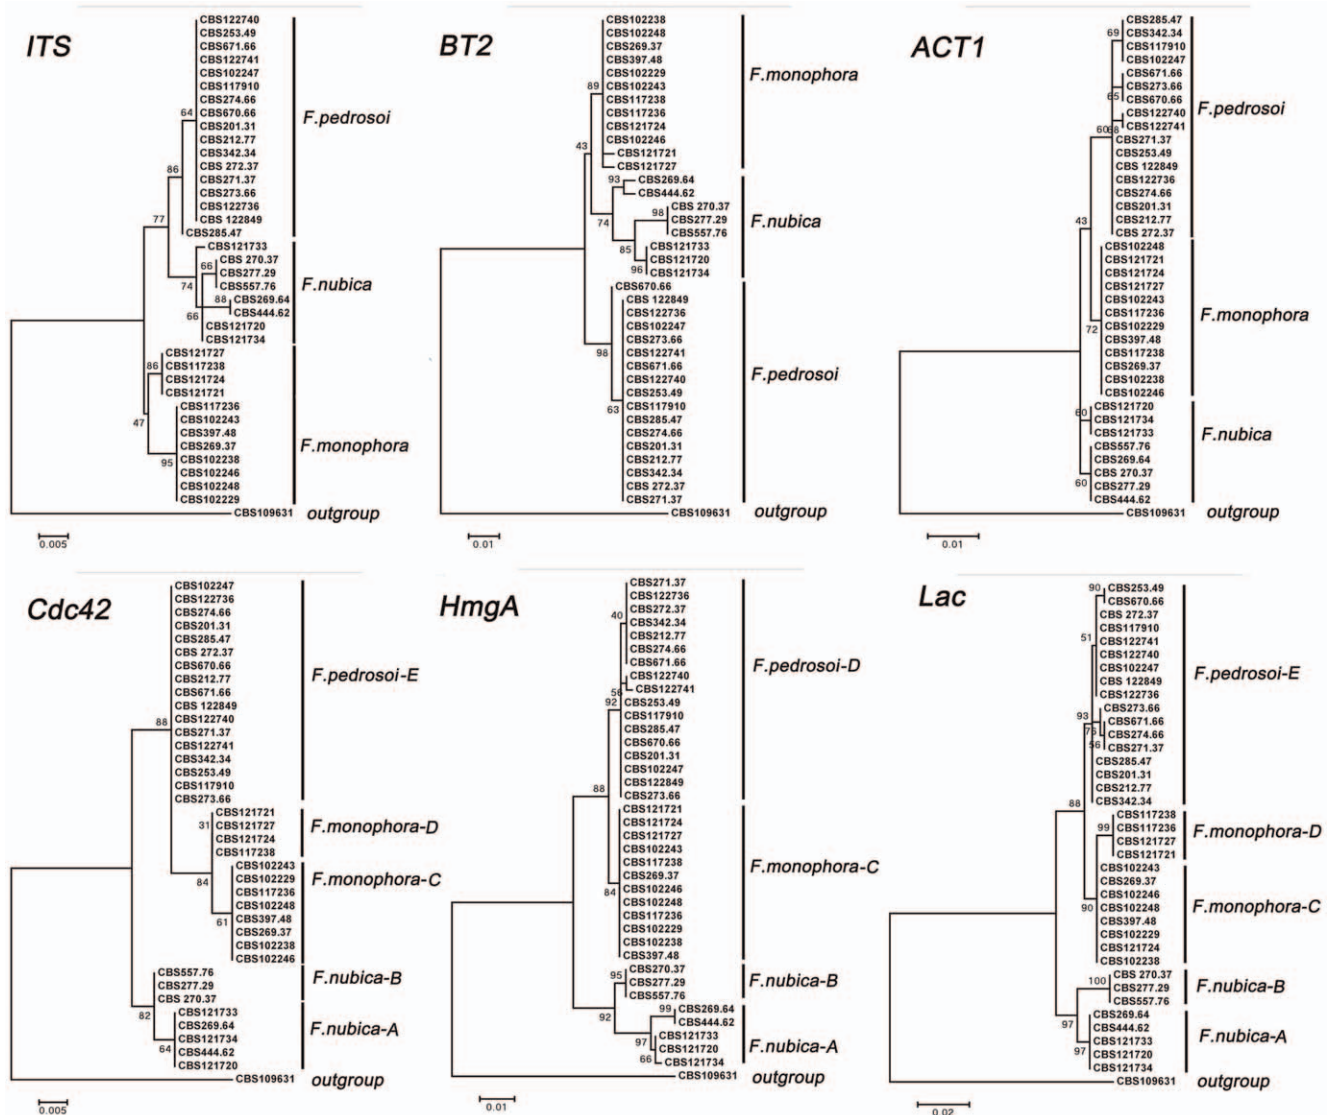 ITS
CBS122740
CBS253.49
CBS671.66
CBS122741
CBS102247
CBS117910
CBS274.66
CBS670.66
CBS201.31
CBS212.77
CBS342.34
CBS 272.37
CBS271.37
CBS273.66
CBS122736
CBS 122849
CBS285.47
F.pedrosoi
64
86
77
CBS121733
CBS 270.37
CBS277.29
CBS557.76
CBS269.64
CBS444.62
CBS121720
CBS121734
F.nubica
66
74
88
66
CBS121727
CBS117238
CBS121724
CBS121721
CBS117236
CBS102243
CBS397.48
CBS269.37
CBS102238
CBS102246
CBS102248
CBS102229
F.monophora
86
47
95
CBS109631
outgroup
0.005
BT2
CBS102238
CBS102248
CBS269.37
CBS397.48
CBS102229
CBS102243
CBS117238
CBS117236
CBS121724
CBS102246
CBS121721
CBS121727
F.monophora
89
43
CBS269.64
CBS444.62
CBS 270.37
CBS277.29
CBS557.76
CBS121733
CBS121720
CBS121734
F.nubica
93
74
98
85
96
CBS670.66
CBS 122849
CBS122736
CBS102247
CBS273.66
CBS122741
CBS671.66
CBS122740
CBS253.49
CBS117910
CBS285.47
CBS274.66
CBS201.31
CBS212.77
CBS342.34
CBS 272.37
CBS271.37
F.pedrosoi
98
63
CBS109631
outgroup
0.01
ACT1
CBS285.47
CBS342.34
CBS117910
CBS102247
CBS671.66
CBS273.66
CBS670.66
CBS122740
CBS122741
CBS271.37
CBS253.49
CBS 122849
CBS122736
CBS274.66
CBS201.31
CBS212.77
CBS 272.37
F.pedrosoi
69
65
60
68
43
CBS102248
CBS121721
CBS121724
CBS121727
CBS102243
CBS117236
CBS102229
CBS397.48
CBS117238
CBS269.37
CBS102238
CBS102246
F.monophora
72
CBS121720
CBS121734
CBS121733
CBS557.76
CBS269.64
CBS 270.37
CBS277.29
CBS444.62
F.nubica
60
60
CBS109631
outgroup
0.01
Cdc42
CBS102247
CBS122736
CBS274.66
CBS201.31
CBS285.47
CBS 272.37
CBS670.66
CBS212.77
CBS671.66
CBS 122849
CBS122740
CBS271.37
CBS122741
CBS342.34
CBS253.49
CBS117910
CBS273.66
F.pedrosoi-E
88
CBS121721
CBS121727
CBS121724
CBS117238
F.monophora-D
31
84
CBS102243
CBS102229
CBS117236
CBS102248
CBS397.48
CBS269.37
CBS102238
CBS102246
F.monophora-C
61
CBS557.76
CBS277.29
CBS 270.37
F.nubica-B
82
CBS121733
CBS269.64
CBS121734
CBS444.62
CBS121720
F.nubica-A
64
CBS109631
outgroup
0.005
HmgA
CBS271.37
CBS122736
CBS272.37
CBS342.34
CBS212.77
CBS274.66
CBS671.66
CBS122740
CBS122741
CBS253.49
CBS117910
CBS285.47
CBS670.66
CBS201.31
CBS102247
CBS122849
CBS273.66
F.pedrosoi-D
40
56
92
88
CBS121721
CBS121724
CBS121727
CBS102243
CBS117238
CBS269.37
CBS102246
CBS102248
CBS117236
CBS102229
CBS102238
CBS397.48
F.monophora-C
84
CBS270.37
CBS277.29
CBS557.76
F.nubica-B
95
92
CBS269.64
CBS444.62
CBS121733
CBS121720
CBS121734
F.nubica-A
99
97
66
CBS109631
outgroup
0.01
Lac
CBS253.49
CBS670.66
CBS 272.37
CBS117910
CBS122741
CBS122740
CBS102247
CBS 122849
CBS122736
CBS273.66
CBS671.66
CBS274.66
CBS271.37
CBS285.47
CBS201.31
CBS212.77
CBS342.34
F.pedrosoi-E
90
51
93
56
88
CBS117238
CBS117236
CBS121727
CBS121721
F.monophora-D
99
CBS102243
CBS269.37
CBS102246
CBS102248
CBS397.48
CBS102229
CBS121724
CBS102238
F.monophora-C
90
CBS 270.37
CBS277.29
CBS557.76
F.nubica-B
100
97
CBS269.64
CBS444.62
CBS121733
CBS121720
CBS121734
F.nubica-A
97
CBS109631
outgroup
0.02